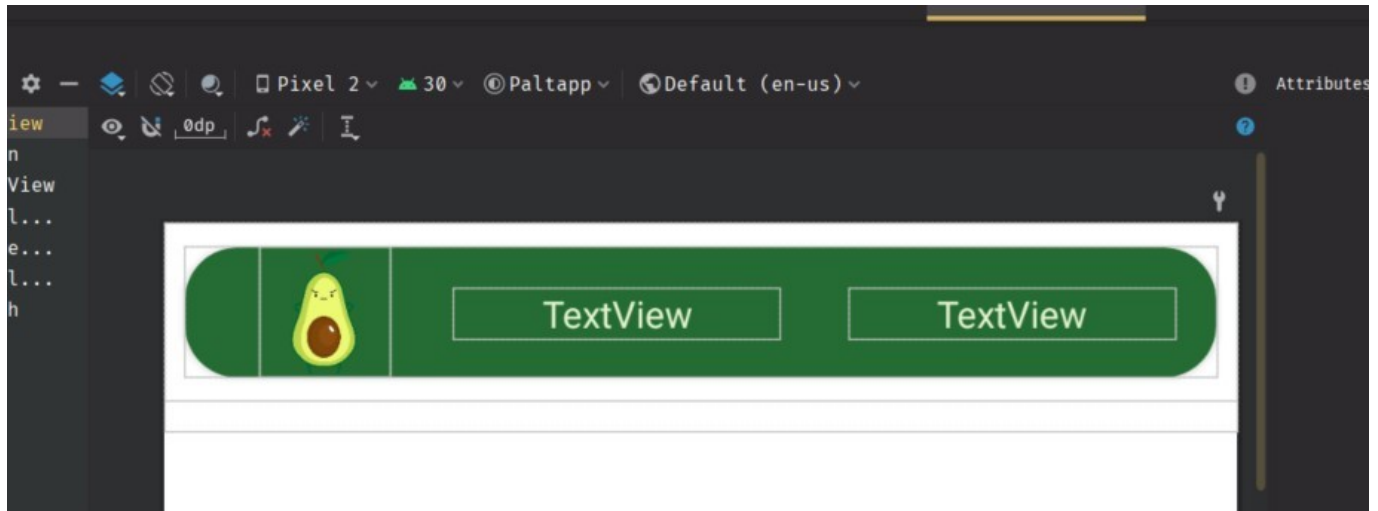 Pixel 2 30 Paltapp Default (en-us) Attributes
iew 0dp
n
View
l...
e...
l...
h
TextView TextView